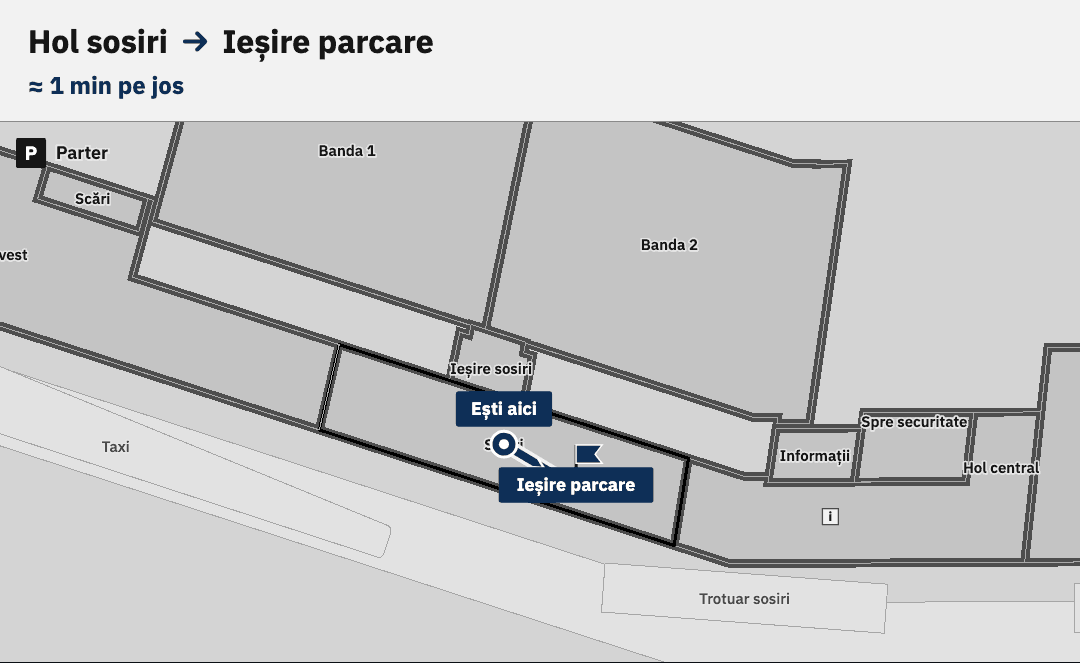 Hol sosiri → Ieșire parcare
≈ 1 min pe jos
P Parter
Banda 1
Scări
Banda 2
vest
Ieșire sosiri
Ești aici
Spre securitate
Taxi
Informații
Hol central
Ieșire parcare
i
Trotuar sosiri